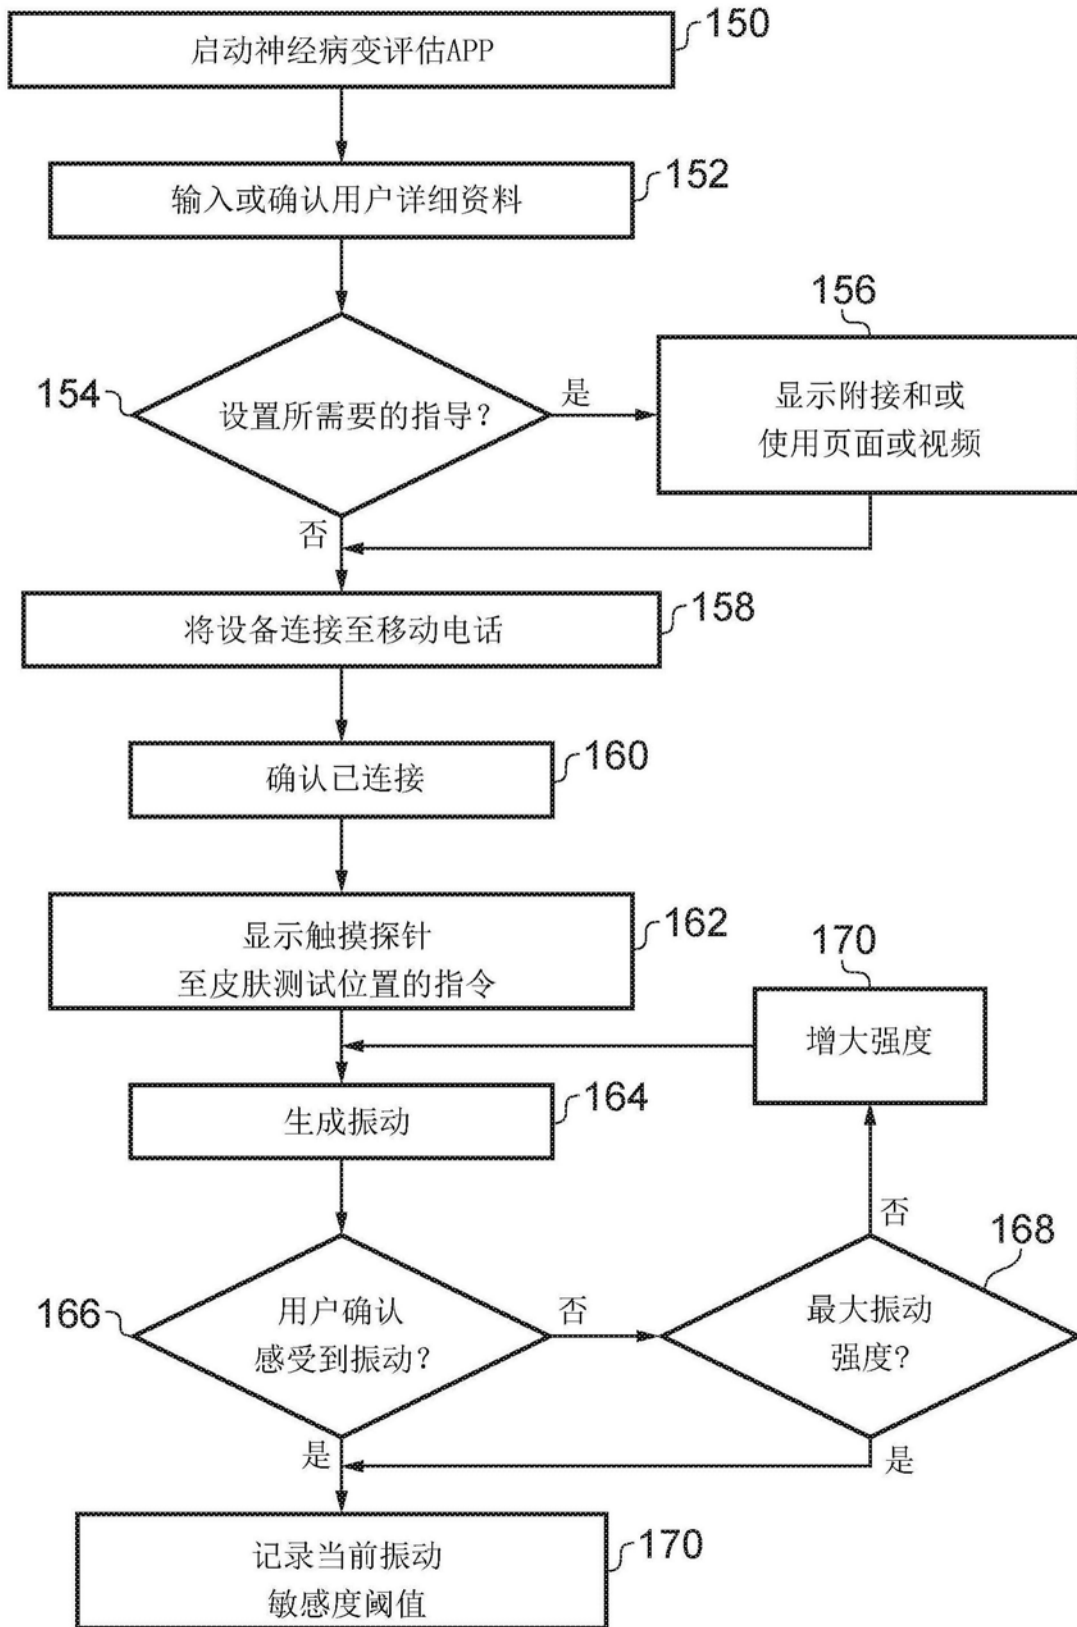 启动神经病变评估APP
150
输入或确认用户详细资料
152
154
设置所需要的指导?
是
156
显示附接和或
使用页面或视频
否
将设备连接至移动电话
158
确认已连接
160
显示触摸探针
至皮肤测试位置的指令
162
170
增大强度
生成振动
164
否
166
用户确认
感受到振动?
否
168
最大振动
强度?
是
是
记录当前振动
敏感度阈值
170